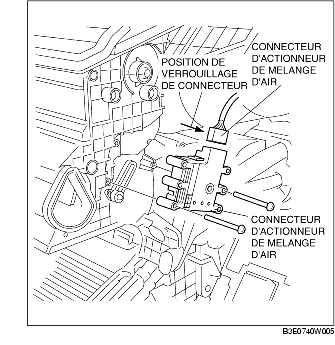 CONNECTEUR
D'ACTIONNEUR
DE MELANGE
D'AIR
POSITION DE
VERROUILLAGE
DE CONNECTEUR
CONNECTEUR
D'ACTIONNEUR
DE MELANGE
D'AIR
B3E0740W005